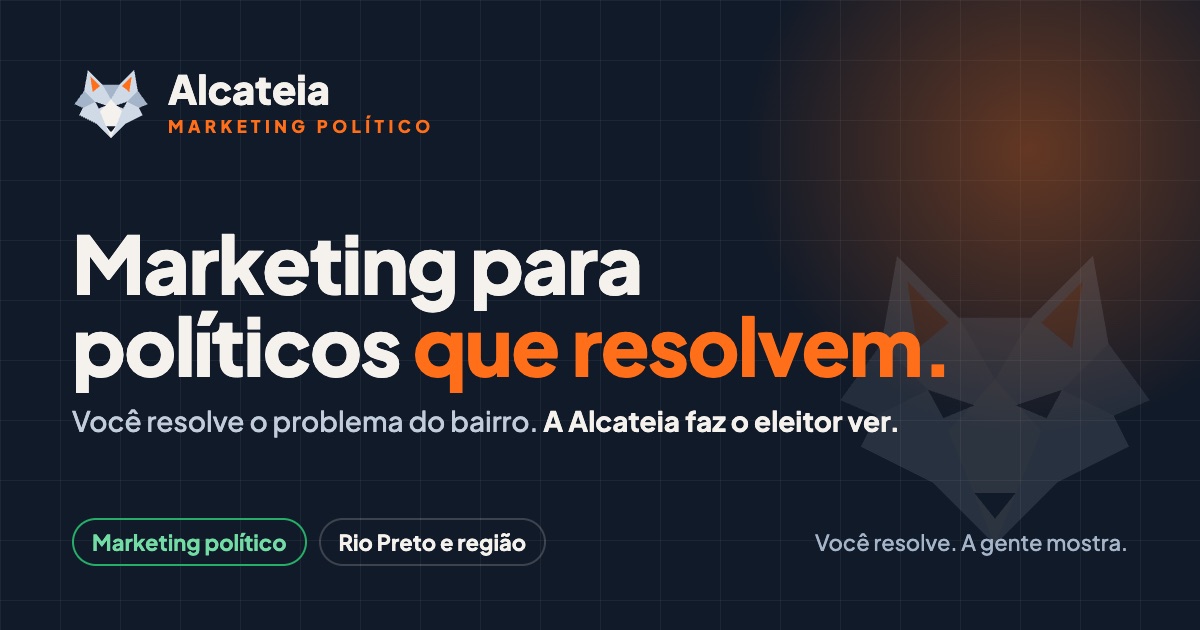 Alcateia
MARKETING POLÍTICO
Marketing para
políticos que resolvem.
Você resolve o problema do bairro. A Alcateia faz o eleitor ver.
Marketing político
Rio Preto e região
Você resolve. A gente mostra.